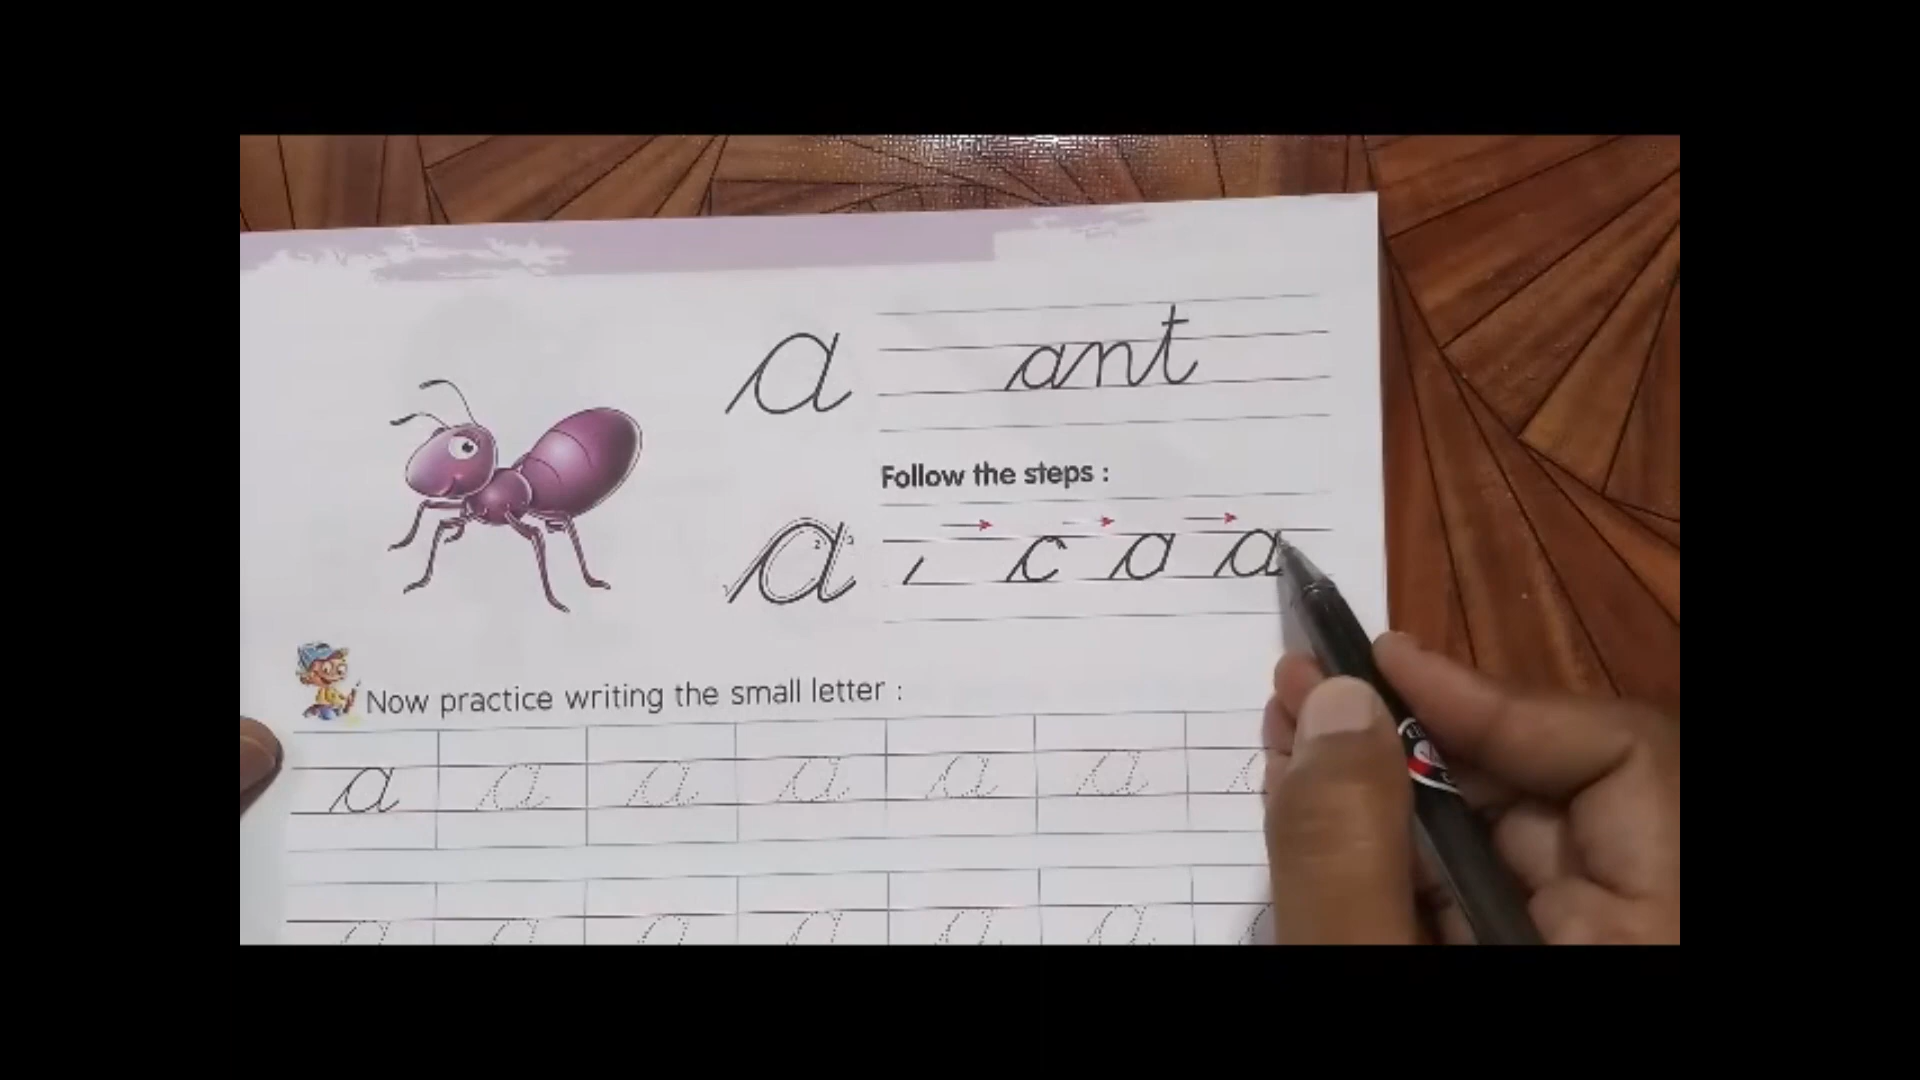 a ant
Follow the steps :
a c a a
Now practice writing the small letter :
a a a a a a
a a a a a a